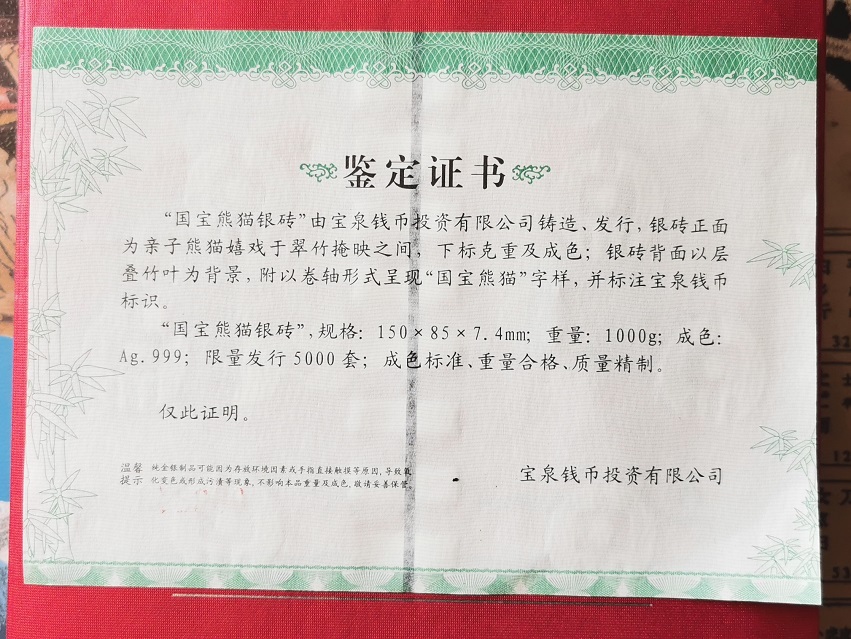 鉴定证书
“国宝熊猫银砖”由宝泉钱币投资有限公司铸造、发行,银砖正面
为亲子熊猫嬉戏于翠竹掩映之间，下标克重及成色；银砖背面以层
叠竹叶为背景，附以卷轴形式呈现“国宝熊猫”字样，并标注宝泉钱币
标识。
“国宝熊猫银砖”,规格：150×85×7.4mm；重量：1000g；成色：
Ag.999；限量发行5000套；成色标准、重量合格、质量精制。
仅此证明。
温馨 纯金银制品可能因为存放环境因素或手指直接触摸等原因,导致氧
提示 化变色或形成污渍等现象,不影响本品重量及成色,敬请妥善保管。
宝泉钱币投资有限公司